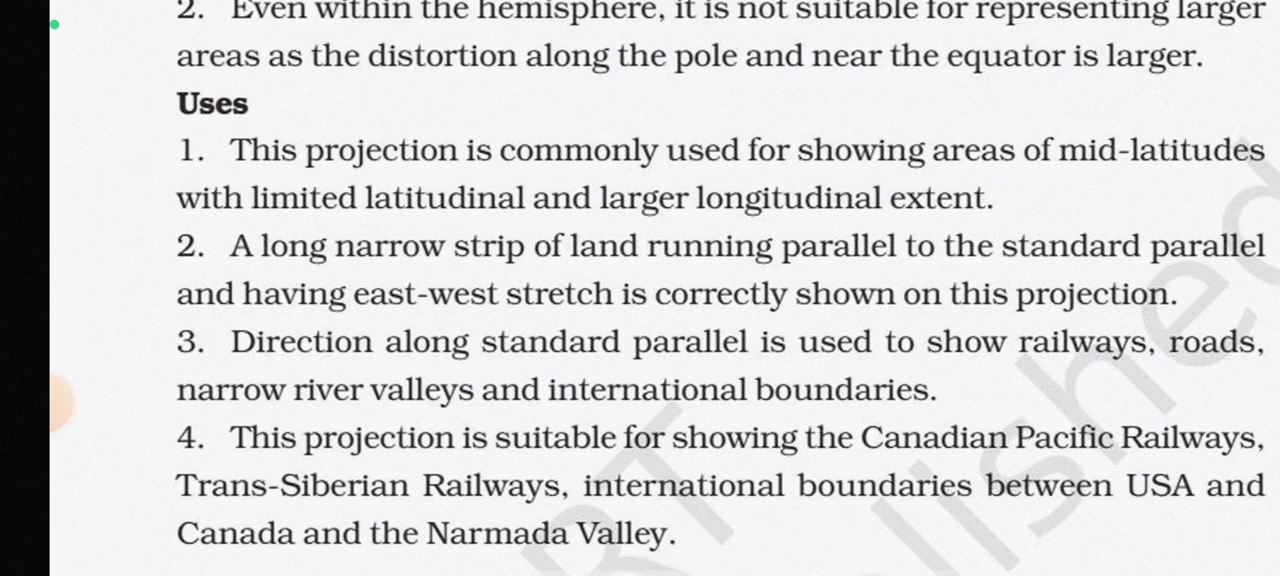 2. Even within the hemisphere, it is not suitable for representing larger
areas as the distortion along the pole and near the equator is larger.
Uses
1. This projection is commonly used for showing areas of mid-latitudes
with limited latitudinal and larger longitudinal extent.
2. A long narrow strip of land running parallel to the standard parallel
and having east-west stretch is correctly shown on this projection.
3. Direction along standard parallel is used to show railways, roads,
narrow river valleys and international boundaries.
4. This projection is suitable for showing the Canadian Pacific Railways,
Trans-Siberian Railways, international boundaries between USA and
Canada and the Narmada Valley.